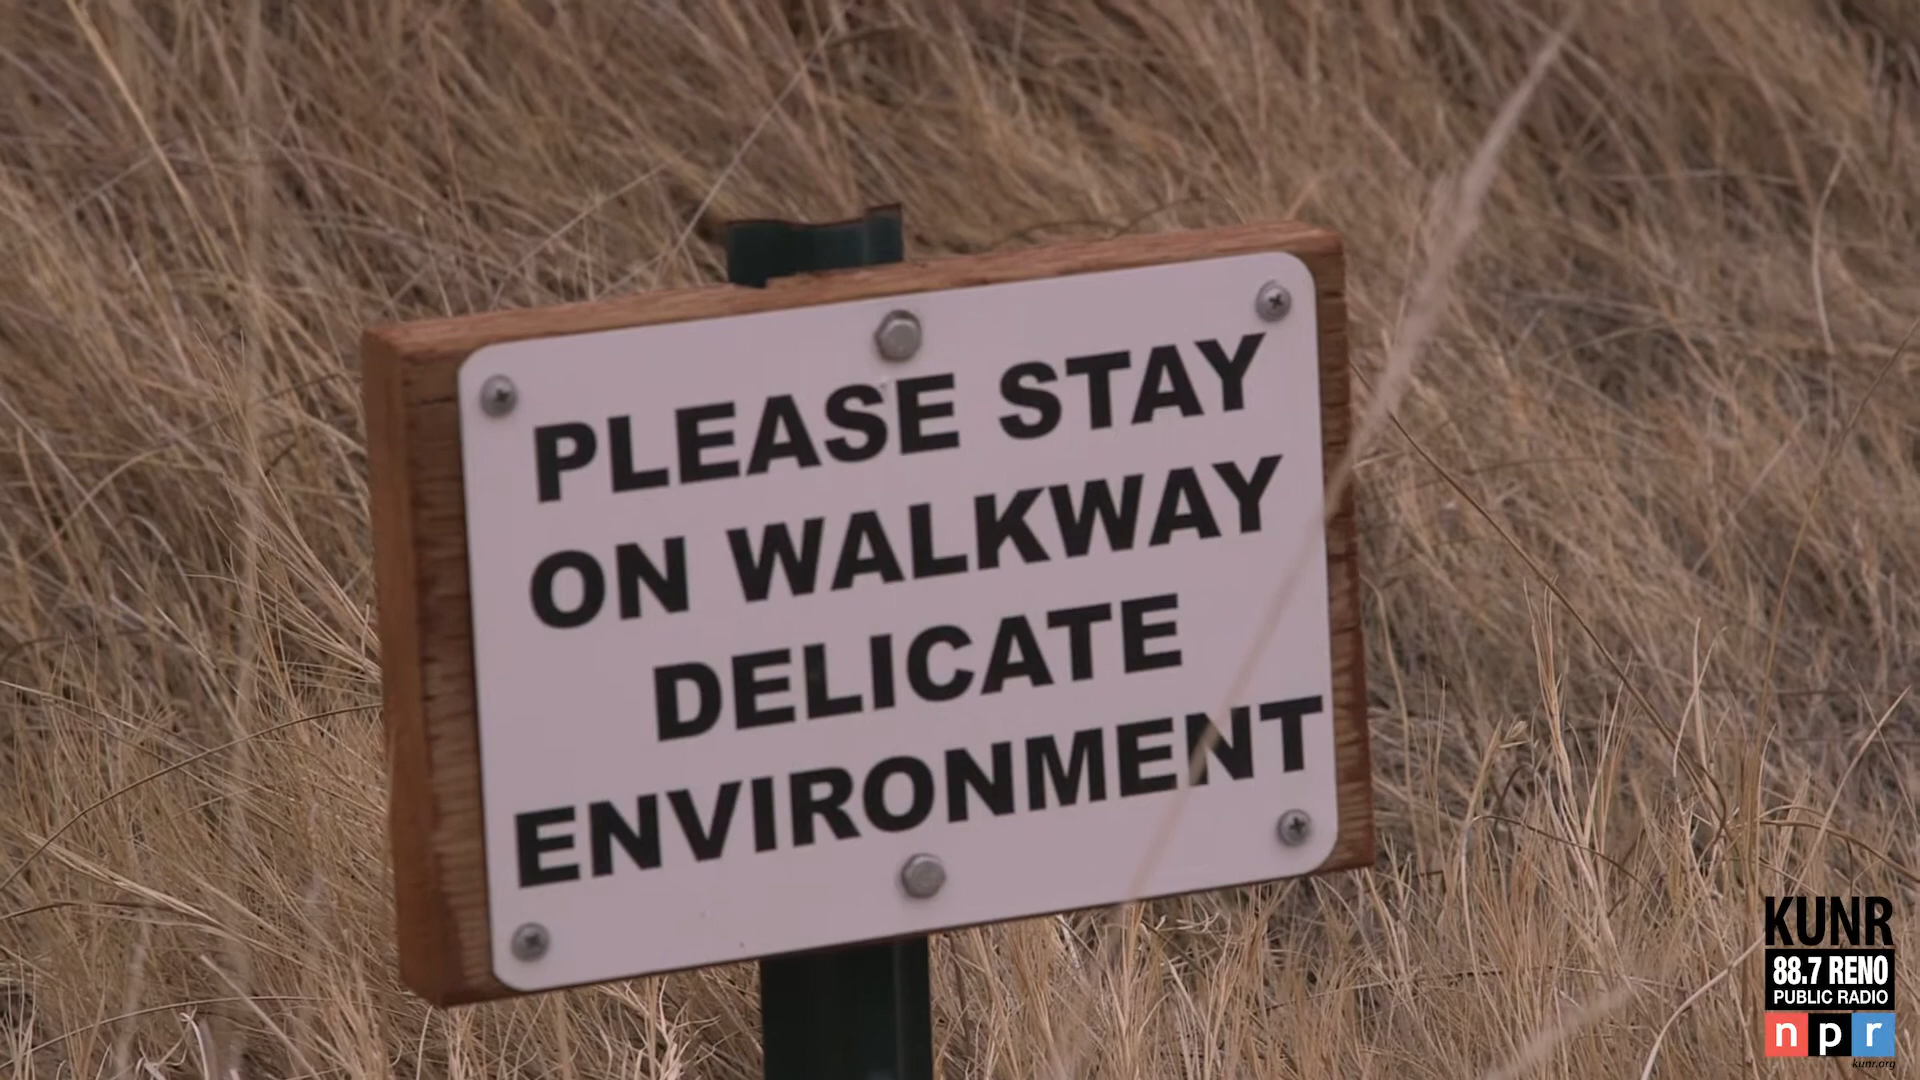 PLEASE STAY
ON WALKWAY
DELICATE
ENVIRONMENT
KUNR
88.7 RENO
PUBLIC RADIO
npr
kunr.org